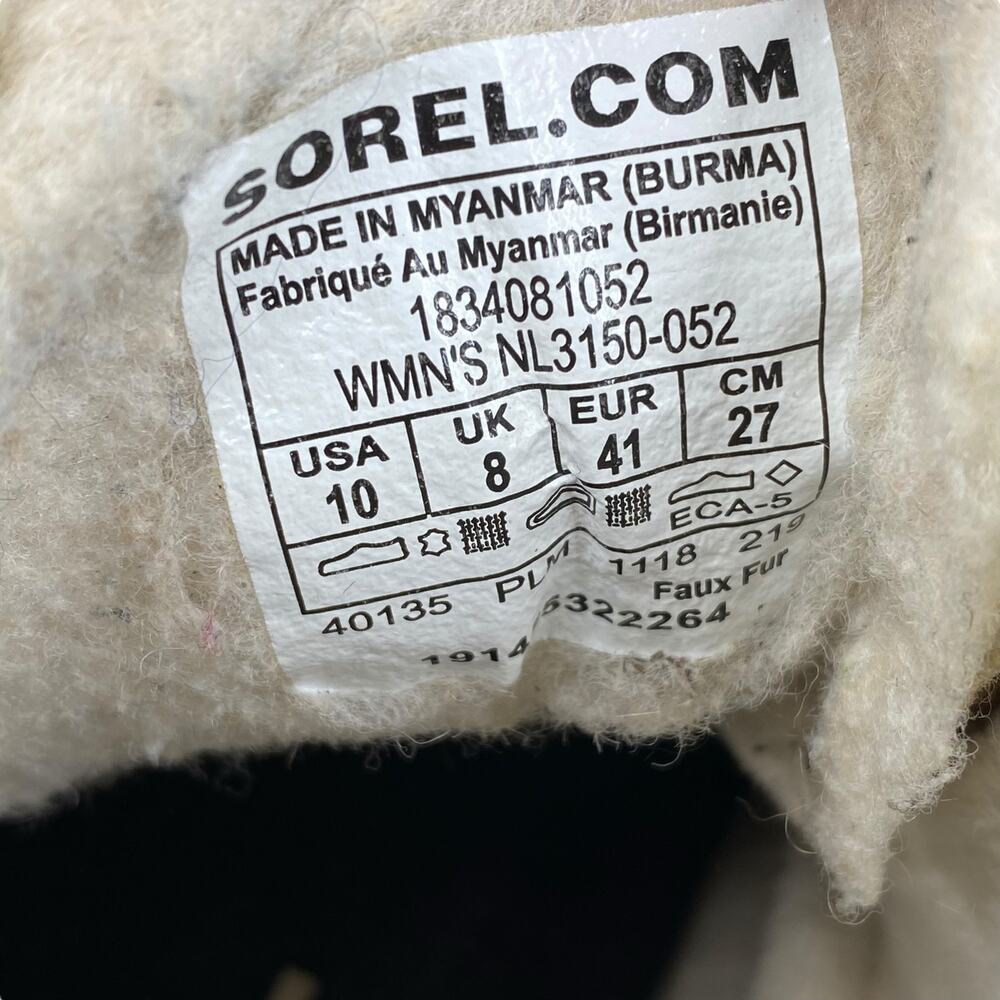 SOREL.COM
MADE IN MYANMAR (BURMA)
Fabriqué Au Myanmar (Birmanie)
1834081052
WMN'S NL3150-052
USA UK EUR CM
10 8 41 27
ECA-5
40135 PLM 1118 219
Faux Fur